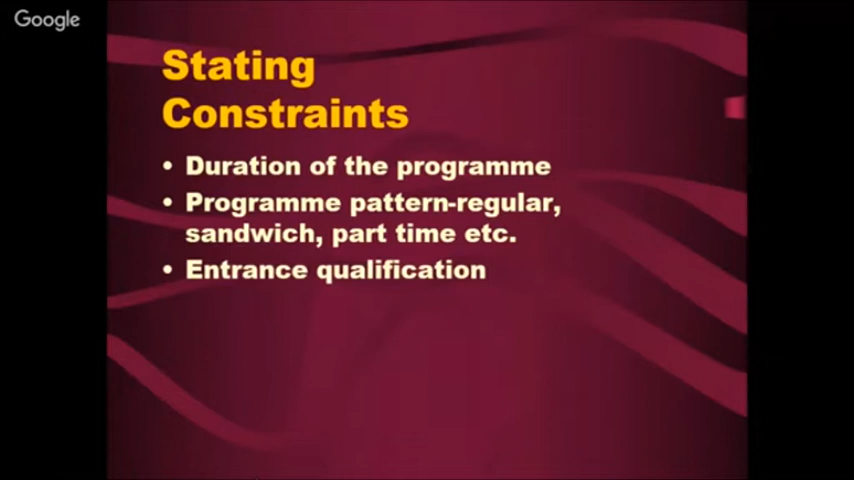 Google
Stating
Constraints
• Duration of the programme
• Programme pattern-regular,
sandwich, part time etc.
• Entrance qualification